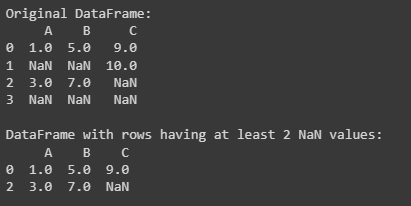 Original DataFrame:
     A    B     C
0  1.0  5.0   9.0
1  NaN  NaN  10.0
2  3.0  7.0   NaN
3  NaN  NaN   NaN

DataFrame with rows having at least 2 NaN values:
     A    B    C
0  1.0  5.0  9.0
2  3.0  7.0  NaN